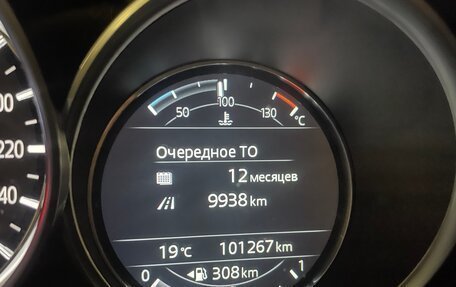 100
50
130
°C
Очередное ТО
12 месяцев
9938 km
19 °C 101267 km
0 308 km 1
220